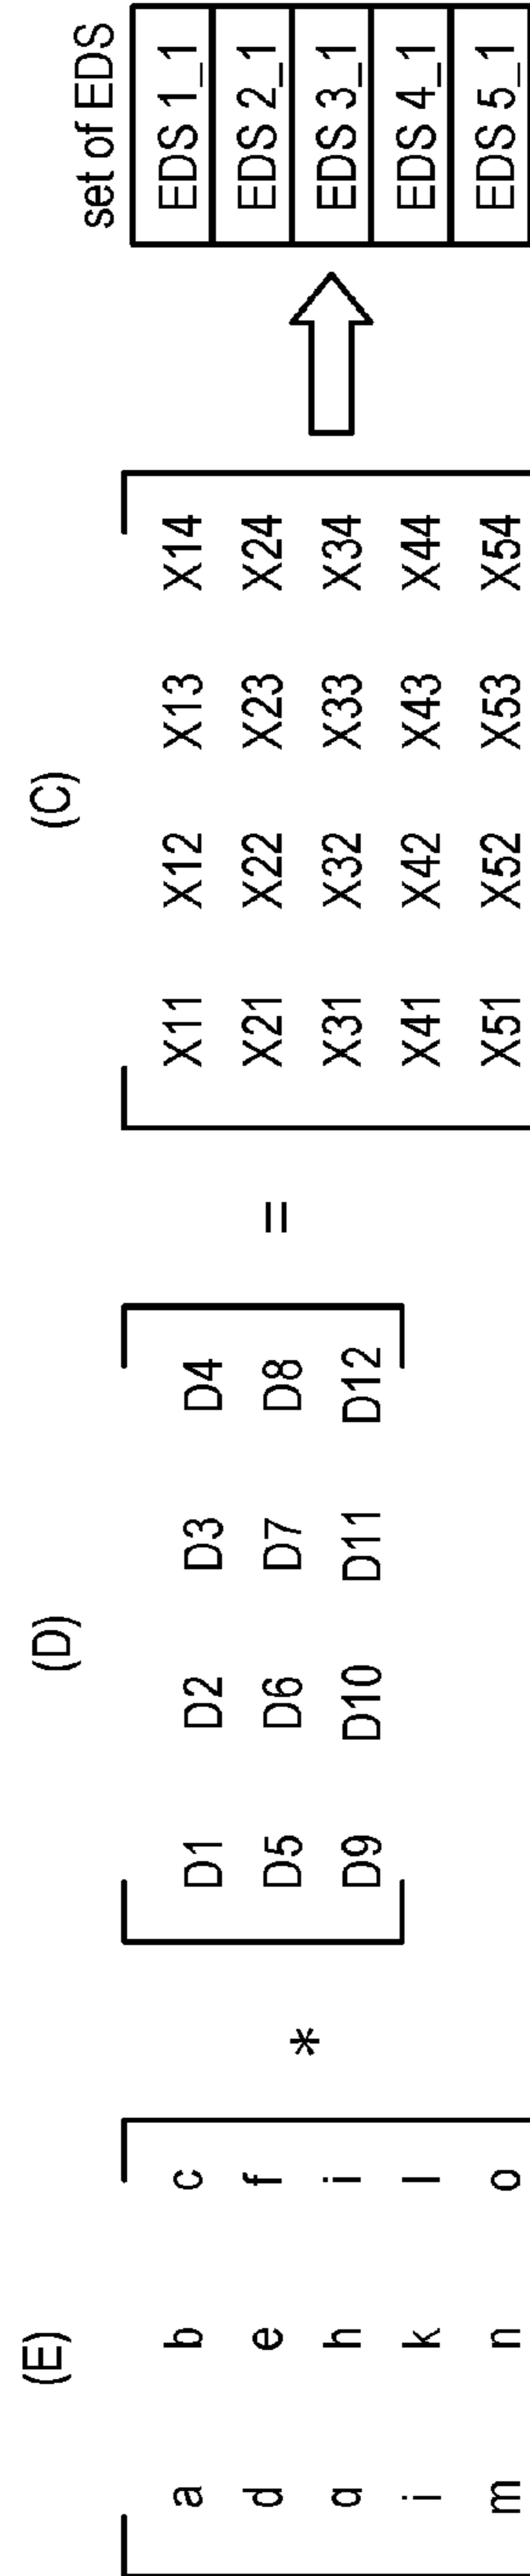 (E) (D) (C) set of EDS
a b c D1 D2 D3 D4 X11 X12 X13 X14 EDS 1_1
d e f * D5 D6 D7 D8 = X21 X22 X23 X24 EDS 2_1
q h i D9 D10 D11 D12 X31 X32 X33 X34 EDS 3_1
i k l X41 X42 X43 X44 EDS 4_1
m n o X51 X52 X53 X54 EDS 5_1